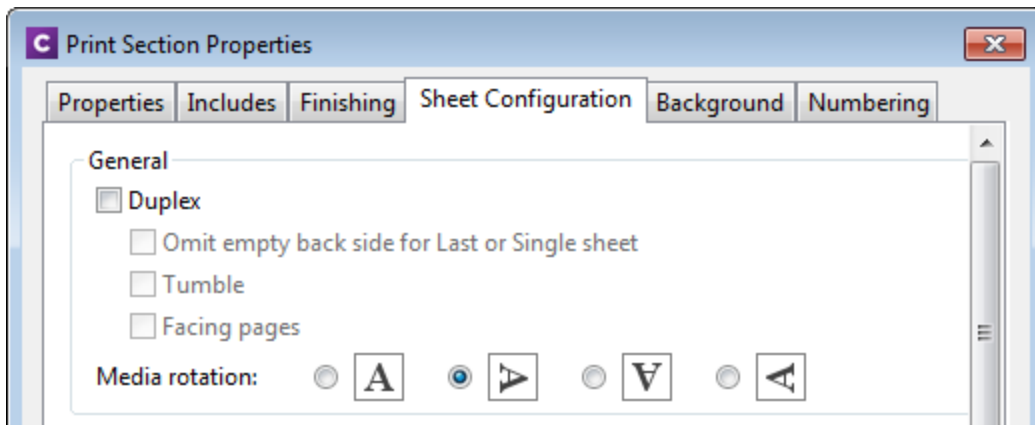 C Print Section Properties
Properties Includes Finishing Sheet Configuration Background Numbering
General
Duplex
Omit empty back side for Last or Single sheet
Tumble
Facing pages
Media rotation: A A A A